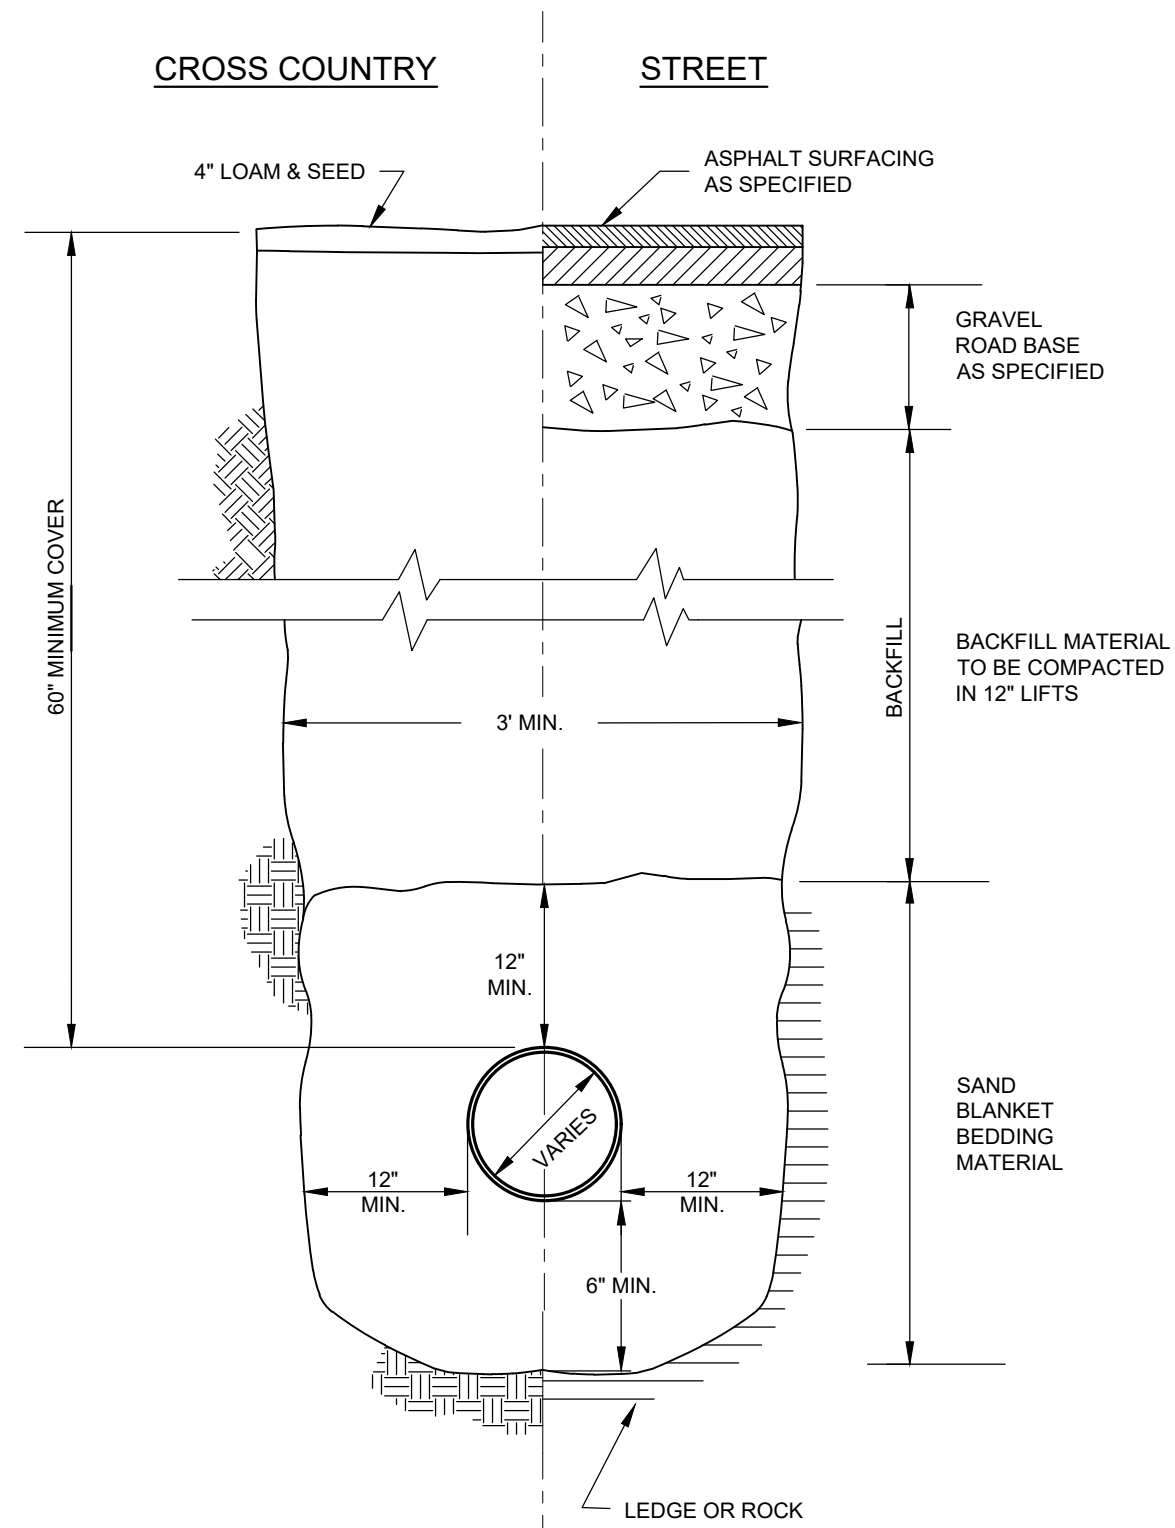 CROSS COUNTRY
STREET
4" LOAM & SEED
ASPHALT SURFACING
AS SPECIFIED
GRAVEL
ROAD BASE
AS SPECIFIED
60" MINIMUM COVER
BACKFILL
BACKFILL MATERIAL
TO BE COMPACTED
IN 12" LIFTS
3' MIN.
12"
MIN.
VARIES
12"
MIN.
12"
MIN.
6" MIN.
SAND
BLANKET
BEDDING
MATERIAL
LEDGE OR ROCK